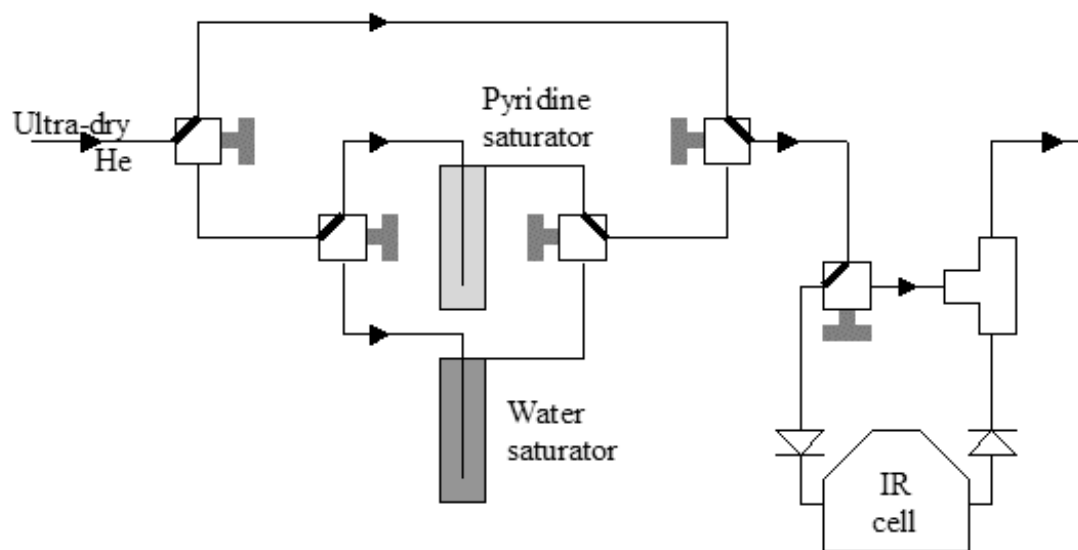 Ultra-dry
He
Pyridine
saturator
Water
saturator
IR
cell